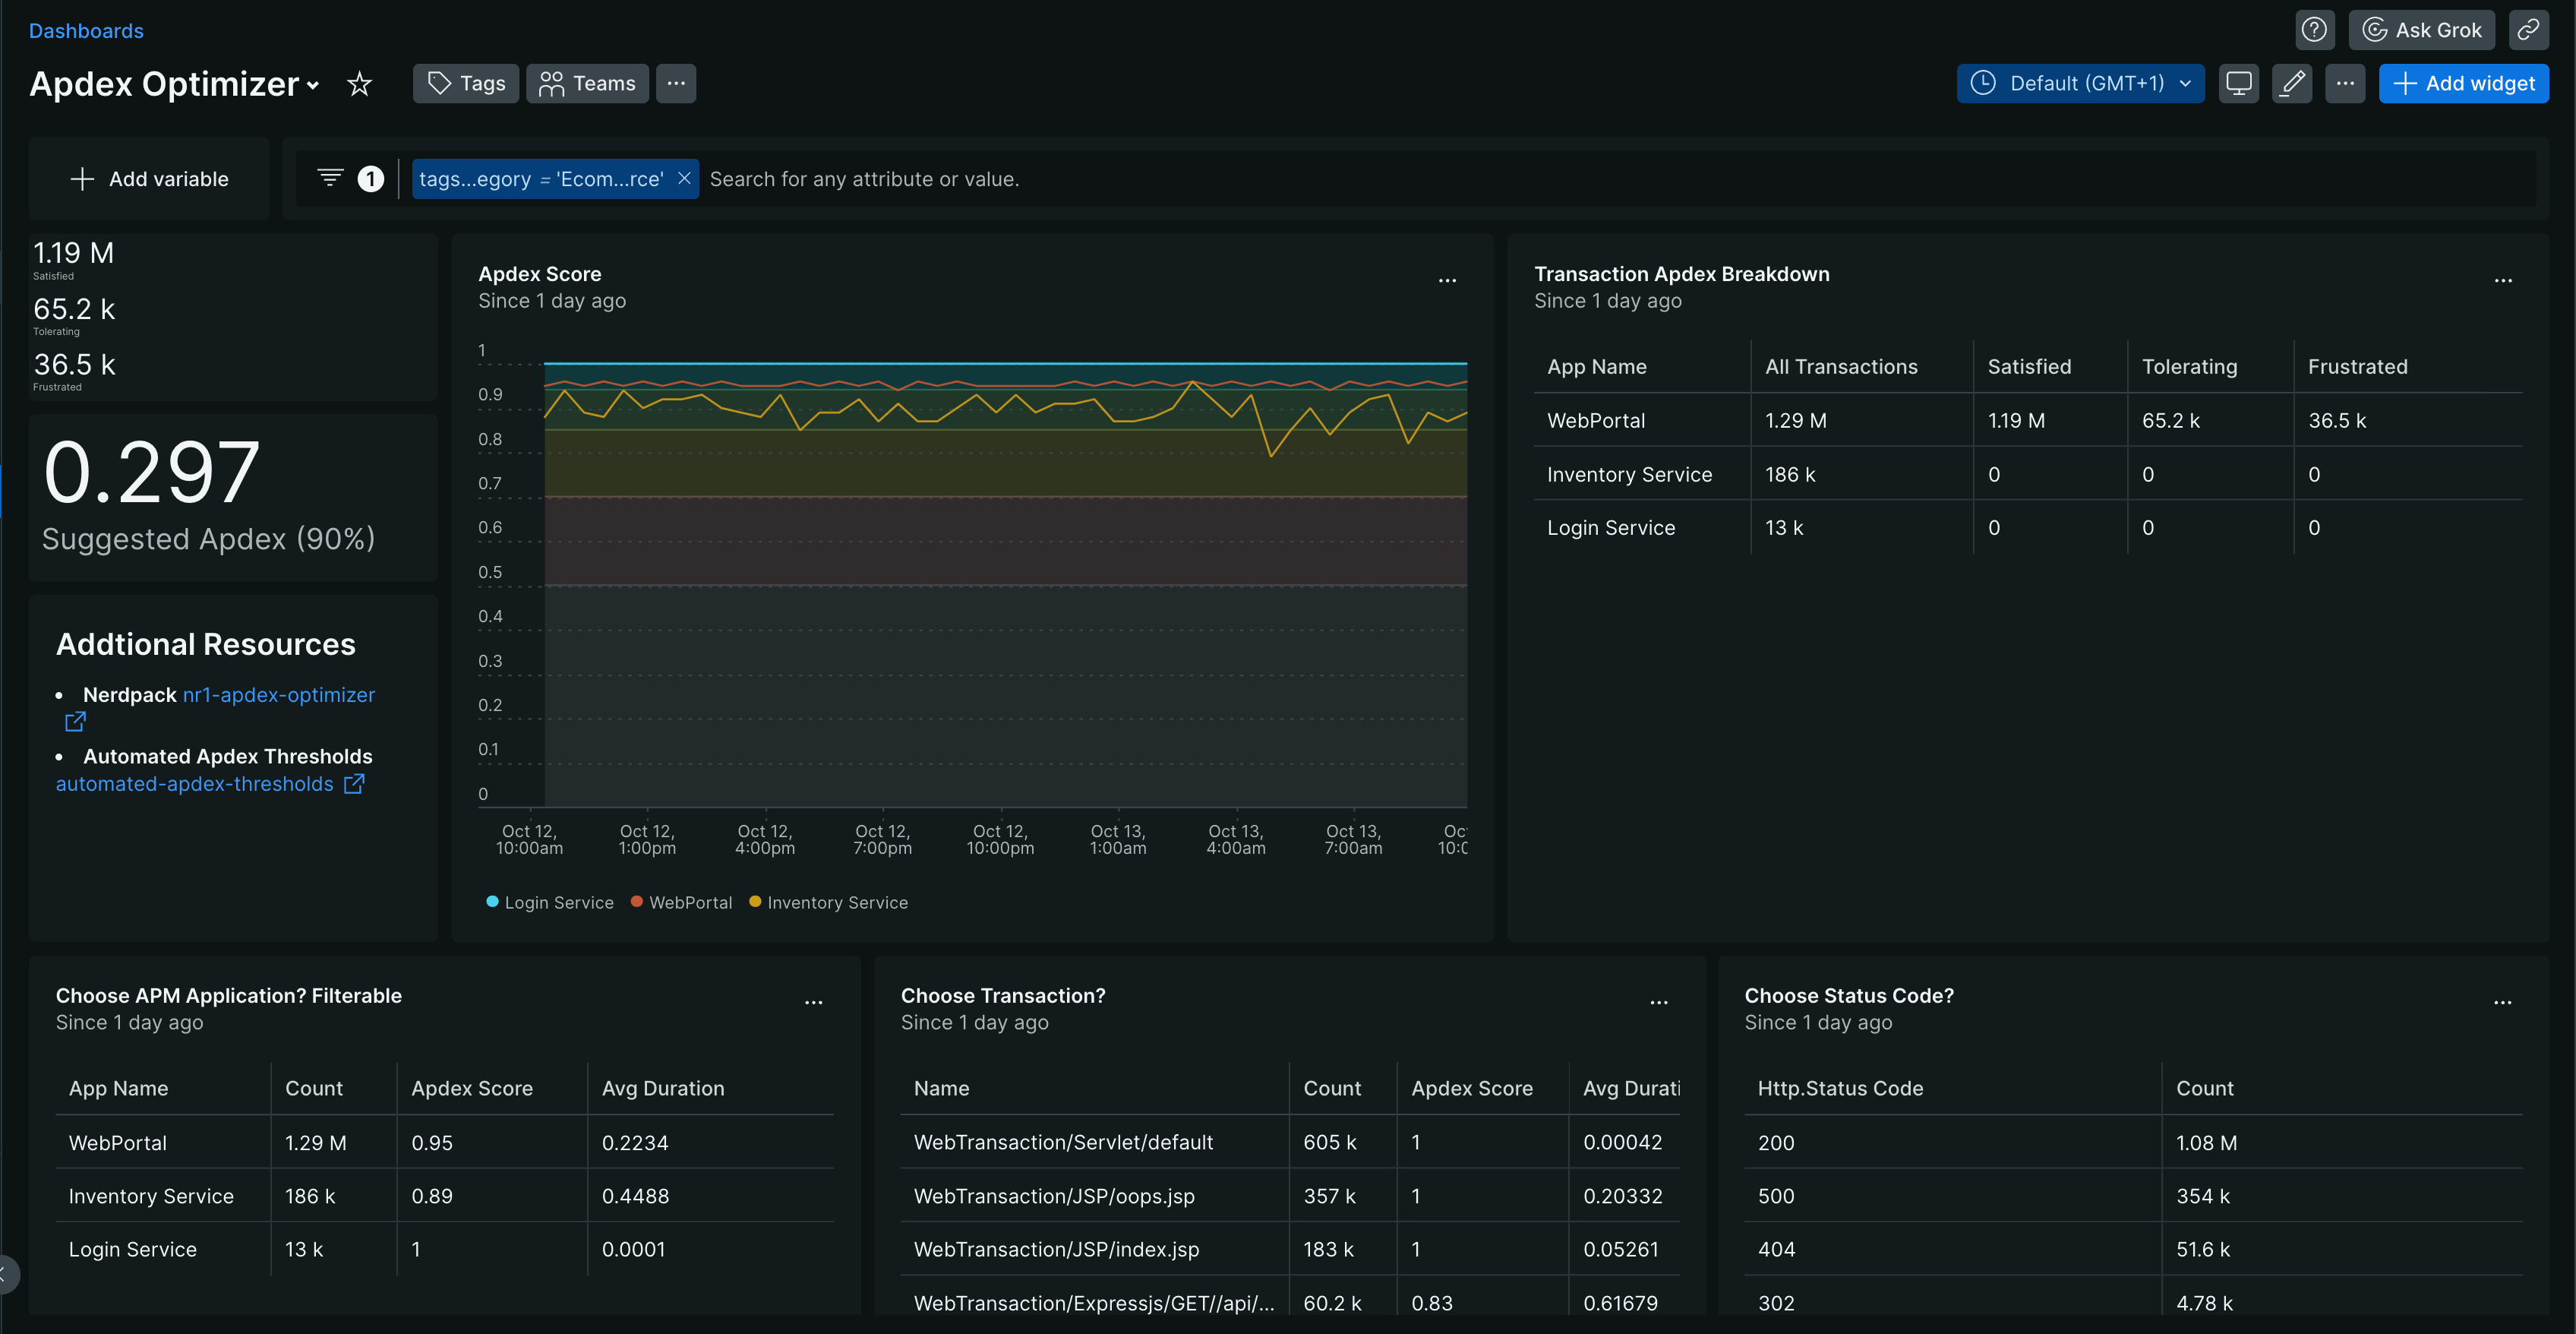 Dashboards
Ask Grok
Apdex Optimizer
Tags
Teams
...
Default (GMT+1)
...
+ Add widget
+ Add variable
1
tags...egory = 'Ecom...rce' ×
Search for any attribute or value.
1.19 M
Satisfied
65.2 k
Tolerating
36.5 k
Frustrated
0.297
Suggested Apdex (90%)
Addtional Resources
• Nerdpack nr1-apdex-optimizer
• Automated Apdex Thresholds
automated-apdex-thresholds
Apdex Score
...
Since 1 day ago
1
0.9
0.8
0.7
0.6
0.5
0.4
0.3
0.2
0.1
0
Oct 12, 10:00am
Oct 12, 1:00pm
Oct 12, 4:00pm
Oct 12, 7:00pm
Oct 12, 10:00pm
Oct 13, 1:00am
Oct 13, 4:00am
Oct 13, 7:00am
Oc 10:0
Login Service WebPortal Inventory Service
Transaction Apdex Breakdown
...
Since 1 day ago
App Name All Transactions Satisfied Tolerating Frustrated
WebPortal 1.29 M 1.19 M 65.2 k 36.5 k
Inventory Service 186 k 0 0 0
Login Service 13 k 0 0 0
Choose APM Application? Filterable
...
Since 1 day ago
App Name Count Apdex Score Avg Duration
WebPortal 1.29 M 0.95 0.2234
Inventory Service 186 k 0.89 0.4488
Login Service 13 k 1 0.0001
Choose Transaction?
...
Since 1 day ago
Name Count Apdex Score Avg Durati
WebTransaction/Servlet/default 605 k 1 0.00042
WebTransaction/JSP/oops.jsp 357 k 1 0.20332
WebTransaction/JSP/index.jsp 183 k 1 0.05261
WebTransaction/Expressjs/GET//api/... 60.2 k 0.83 0.61679
Choose Status Code?
...
Since 1 day ago
Http.Status Code Count
200 1.08 M
500 354 k
404 51.6 k
302 4.78 k